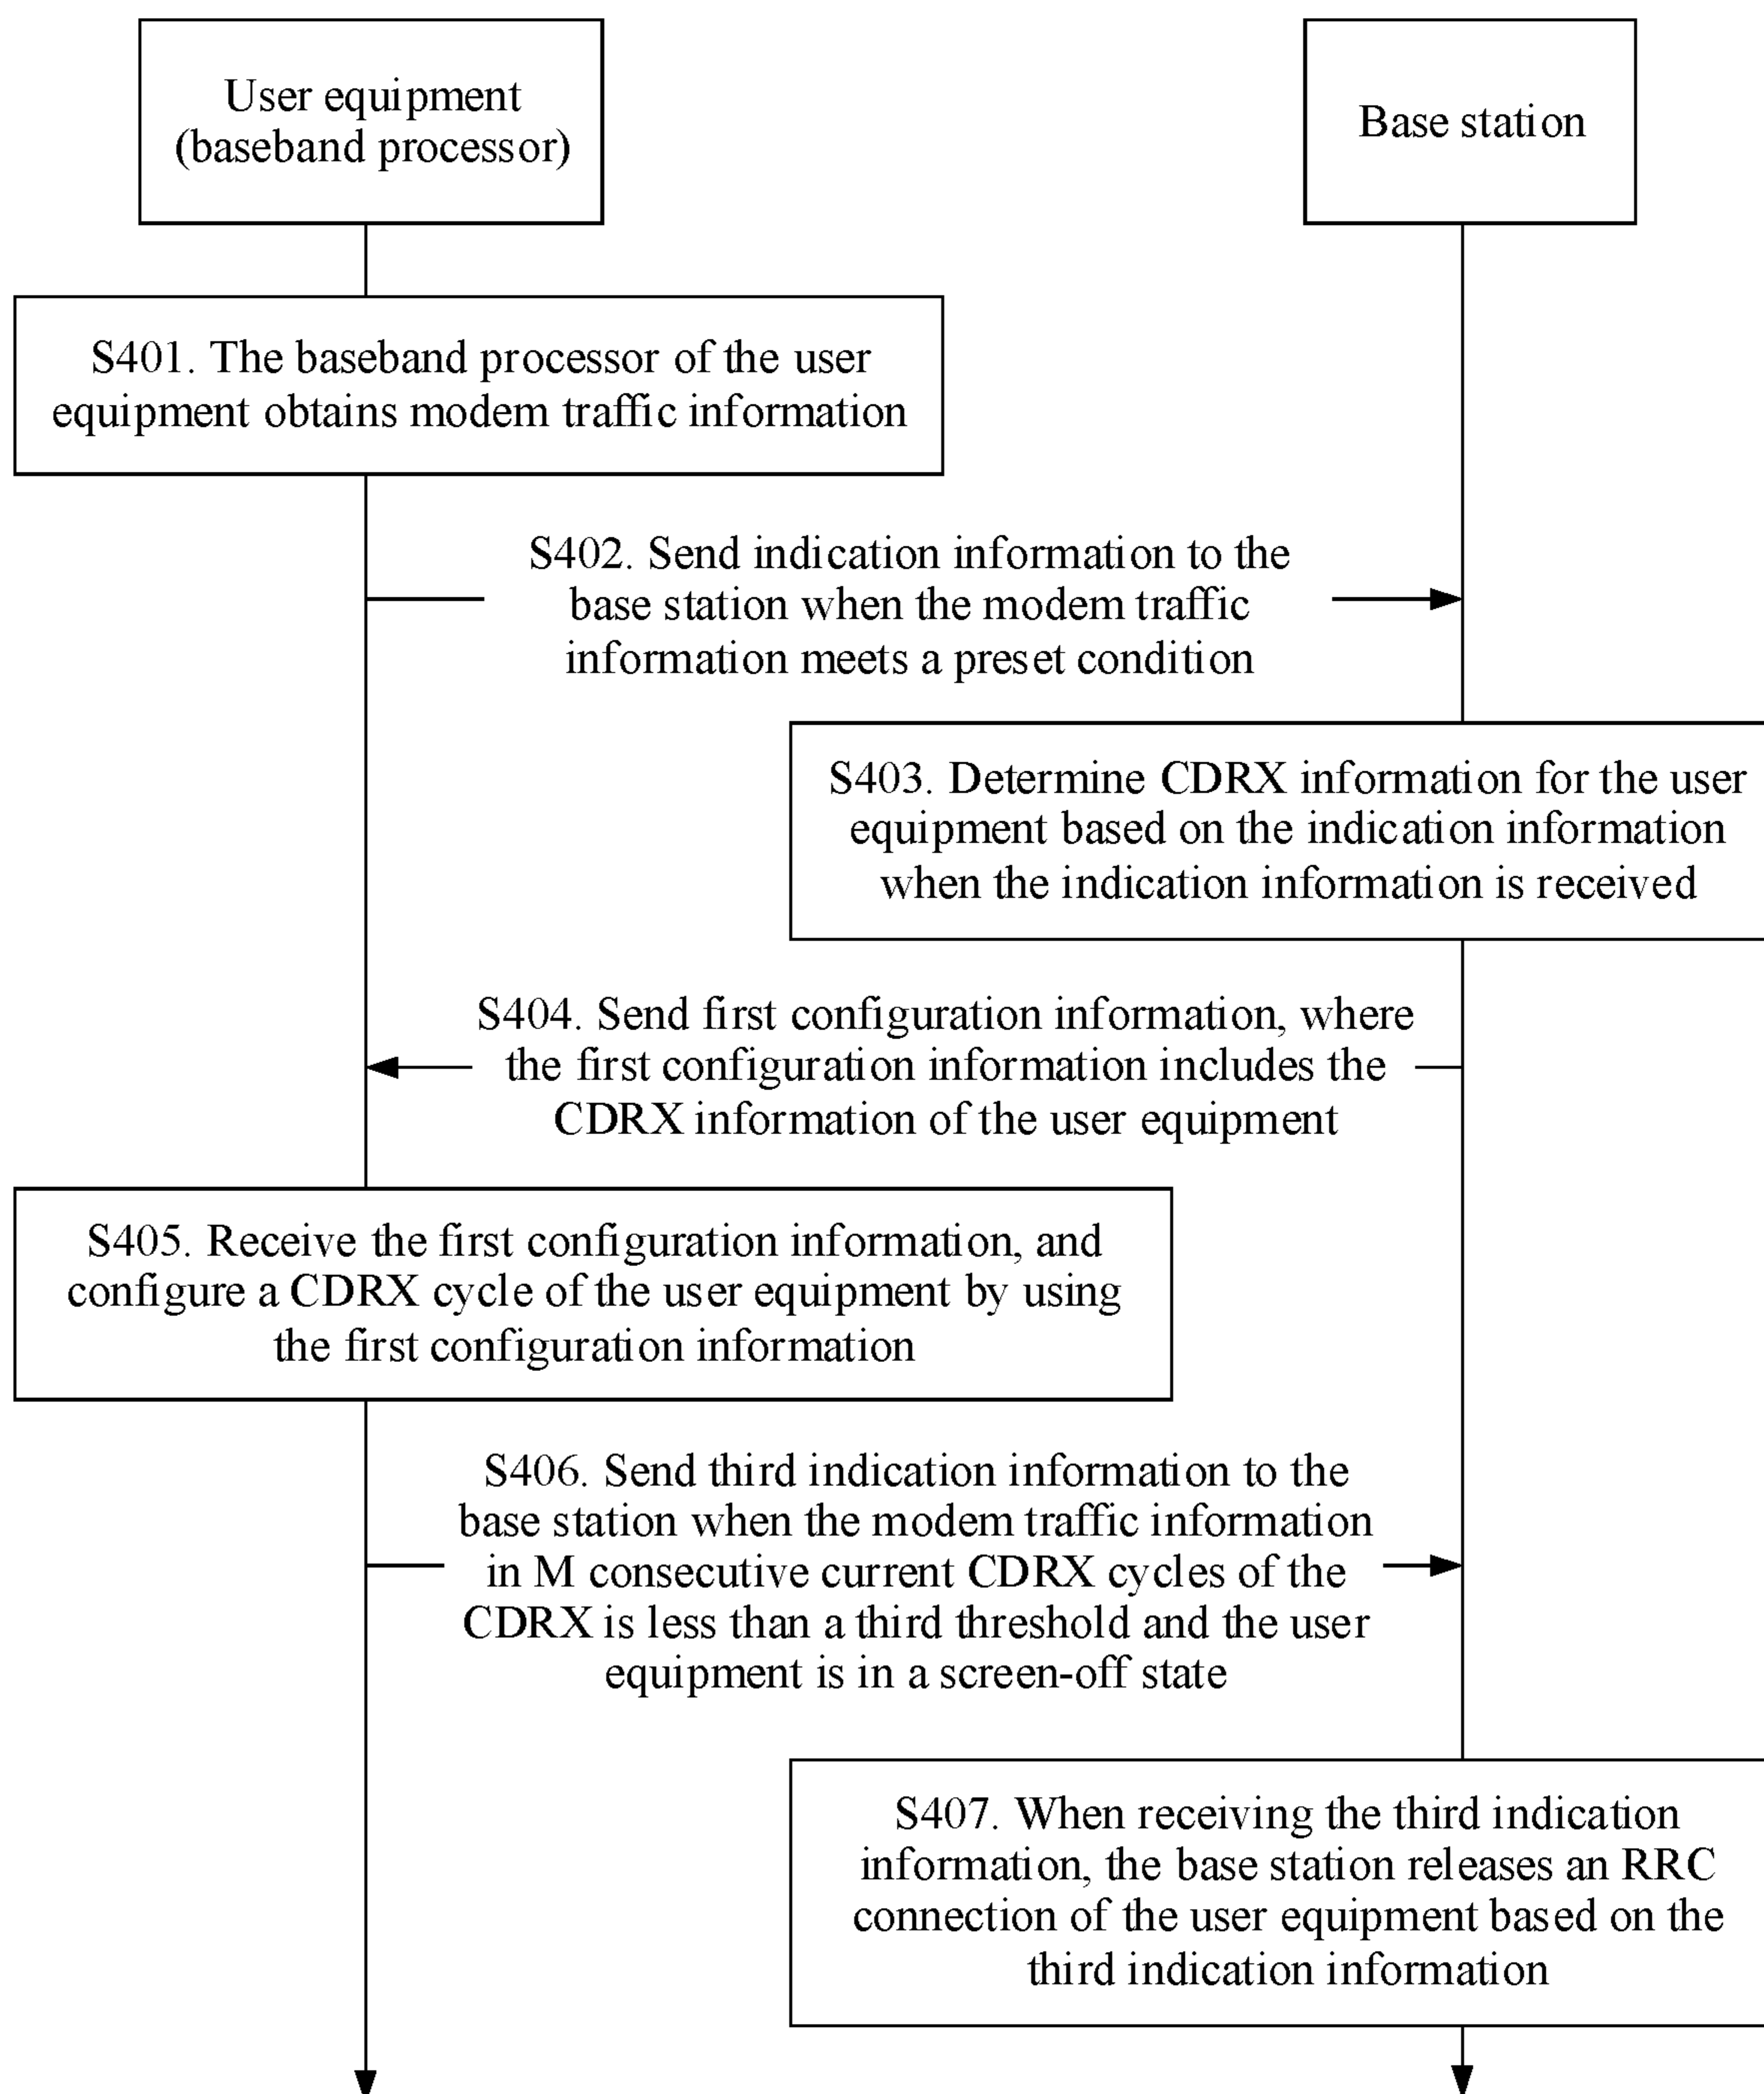 User equipment
(baseband processor)
Base station
S401. The baseband processor of the user
equipment obtains modem traffic information
S402. Send indication information to the
base station when the modem traffic
information meets a preset condition
S403. Determine CDRX information for the user
equipment based on the indication information
when the indication information is received
S404. Send first configuration information, where
the first configuration information includes the
CDRX information of the user equipment
S405. Receive the first configuration information, and
configure a CDRX cycle of the user equipment by using
the first configuration information
S406. Send third indication information to the
base station when the modem traffic information
in M consecutive current CDRX cycles of the
CDRX is less than a third threshold and the user
equipment is in a screen-off state
S407. When receiving the third indication
information, the base station releases an RRC
connection of the user equipment based on the
third indication information